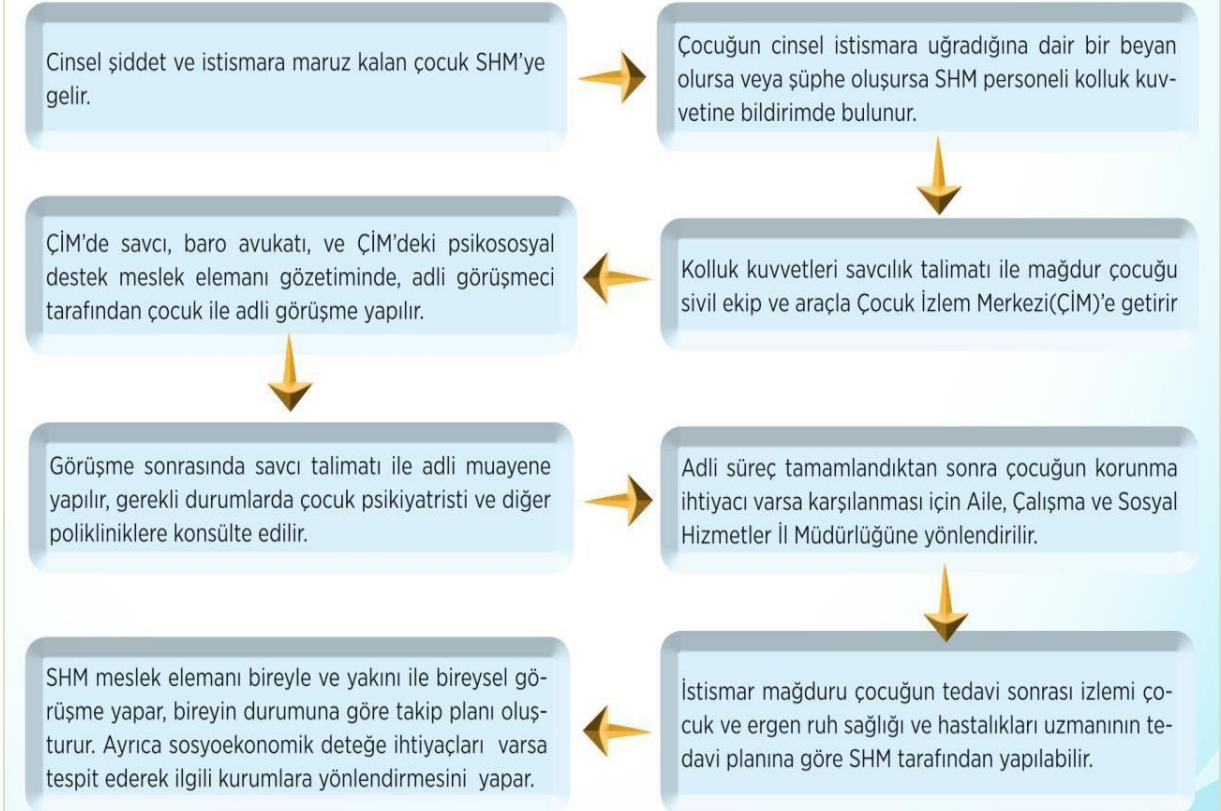 Cinsel şiddet ve istismara maruz kalan çocuk SHM’ye
gelir.
Çocuğun cinsel istismara uğradığına dair bir beyan
olursa veya şüphe oluşursa SHM personeli kolluk kuv-
vetine bildirimde bulunur.
Kolluk kuvvetleri savcılık talimatı ile mağdur çocuğu
sivil ekip ve araçla Çocuk İzlem Merkezi(ÇİM)’e getirir
ÇİM’de savcı, baro avukatı, ve ÇİM’deki psikososyal
destek meslek elemanı gözetiminde, adli görüşmeci
tarafından çocuk ile adli görüşme yapılır.
Görüşme sonrasında savcı talimatı ile adli muayene
yapılır, gerekli durumlarda çocuk psikiyatristi ve diğer
polikliniklere konsülte edilir.
Adli süreç tamamlandıktan sonra çocuğun korunma
ihtiyacı varsa karşılanması için Aile, Çalışma ve Sosyal
Hizmetler İl Müdürlüğüne yönlendirilir.
İstismar mağduru çocuğun tedavi sonrası izlemi ço-
cuk ve ergen ruh sağlığı ve hastalıkları uzmanının te-
davi planına göre SHM tarafından yapılabilir.
SHM meslek elemanı bireyle ve yakını ile bireysel gö-
rüşme yapar, bireyin durumuna göre takip planı oluş-
turur. Ayrıca sosyoekonomik deteğe ihtiyaçları varsa
tespit ederek ilgili kurumlara yönlendirmesini yapar.